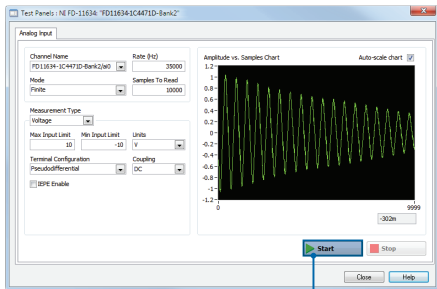 Test Panels : NI FD-11634: "FD11634-1C4471D-Bank2"
Analog Input
Channel Name
FD11634-1C4471D-Bank2/ai0
Rate (Hz)
35000
Mode
Finite
Samples To Read
10000
Measurement Type
Voltage
Max Input Limit
10
Min Input Limit
-10
Units
V
Terminal Configuration
Pseudodifferential
Coupling
DC
IEPE Enable
Amplitude vs. Samples Chart
Auto-scale chart
1.2
1
0.8
0.6
0.4
0.2
0
-0.2
-0.4
-0.6
-0.8
-1
-1.2
0
9999
-302m
Start
Stop
Close
Help